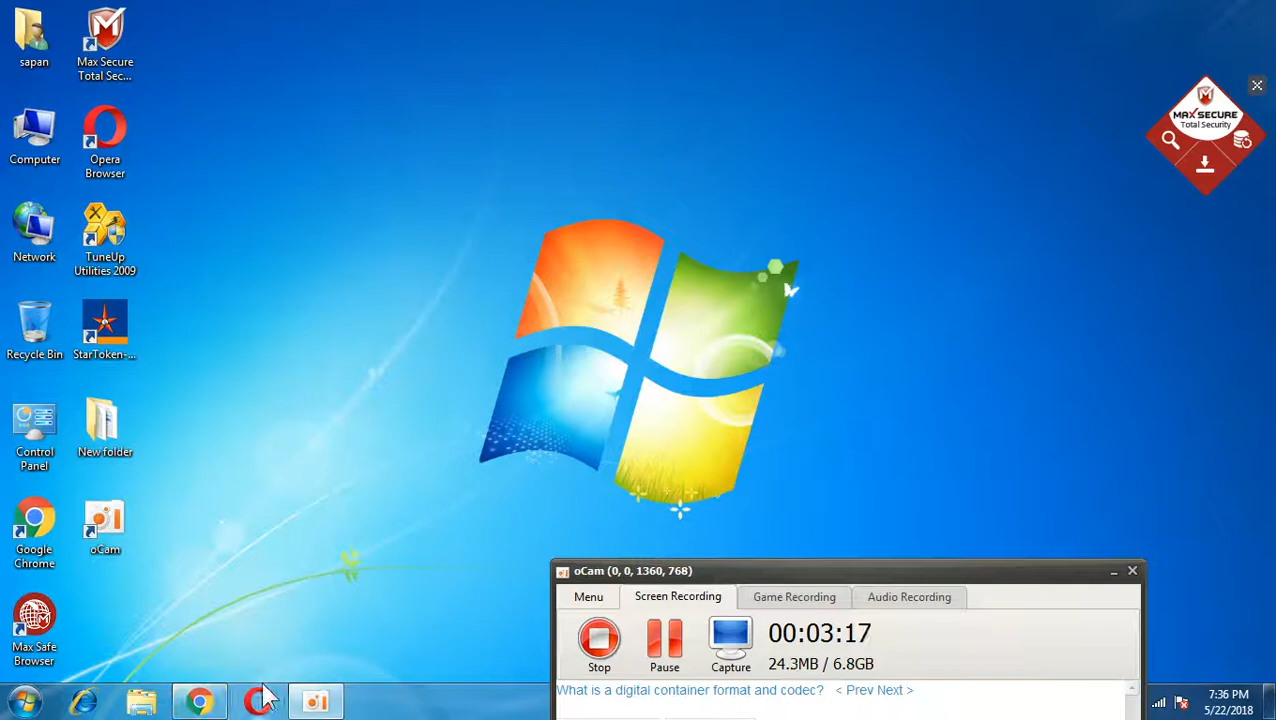 sapan
Max Secure
Total Sec...
Computer
Opera
Browser
Network
TuneUp
Utilities 2009
Recycle Bin
StarToken-...
Control
Panel
New folder
Google
Chrome
oCam
Max Safe
Browser
MAX SECURE
Total Security
oCam (0, 0, 1360, 768)
Menu
Screen Recording
Game Recording
Audio Recording
Stop
Pause
Capture
00:03:17
24.3MB / 6.8GB
What is a digital container format and codec? < Prev Next >
7:36 PM
5/22/2018